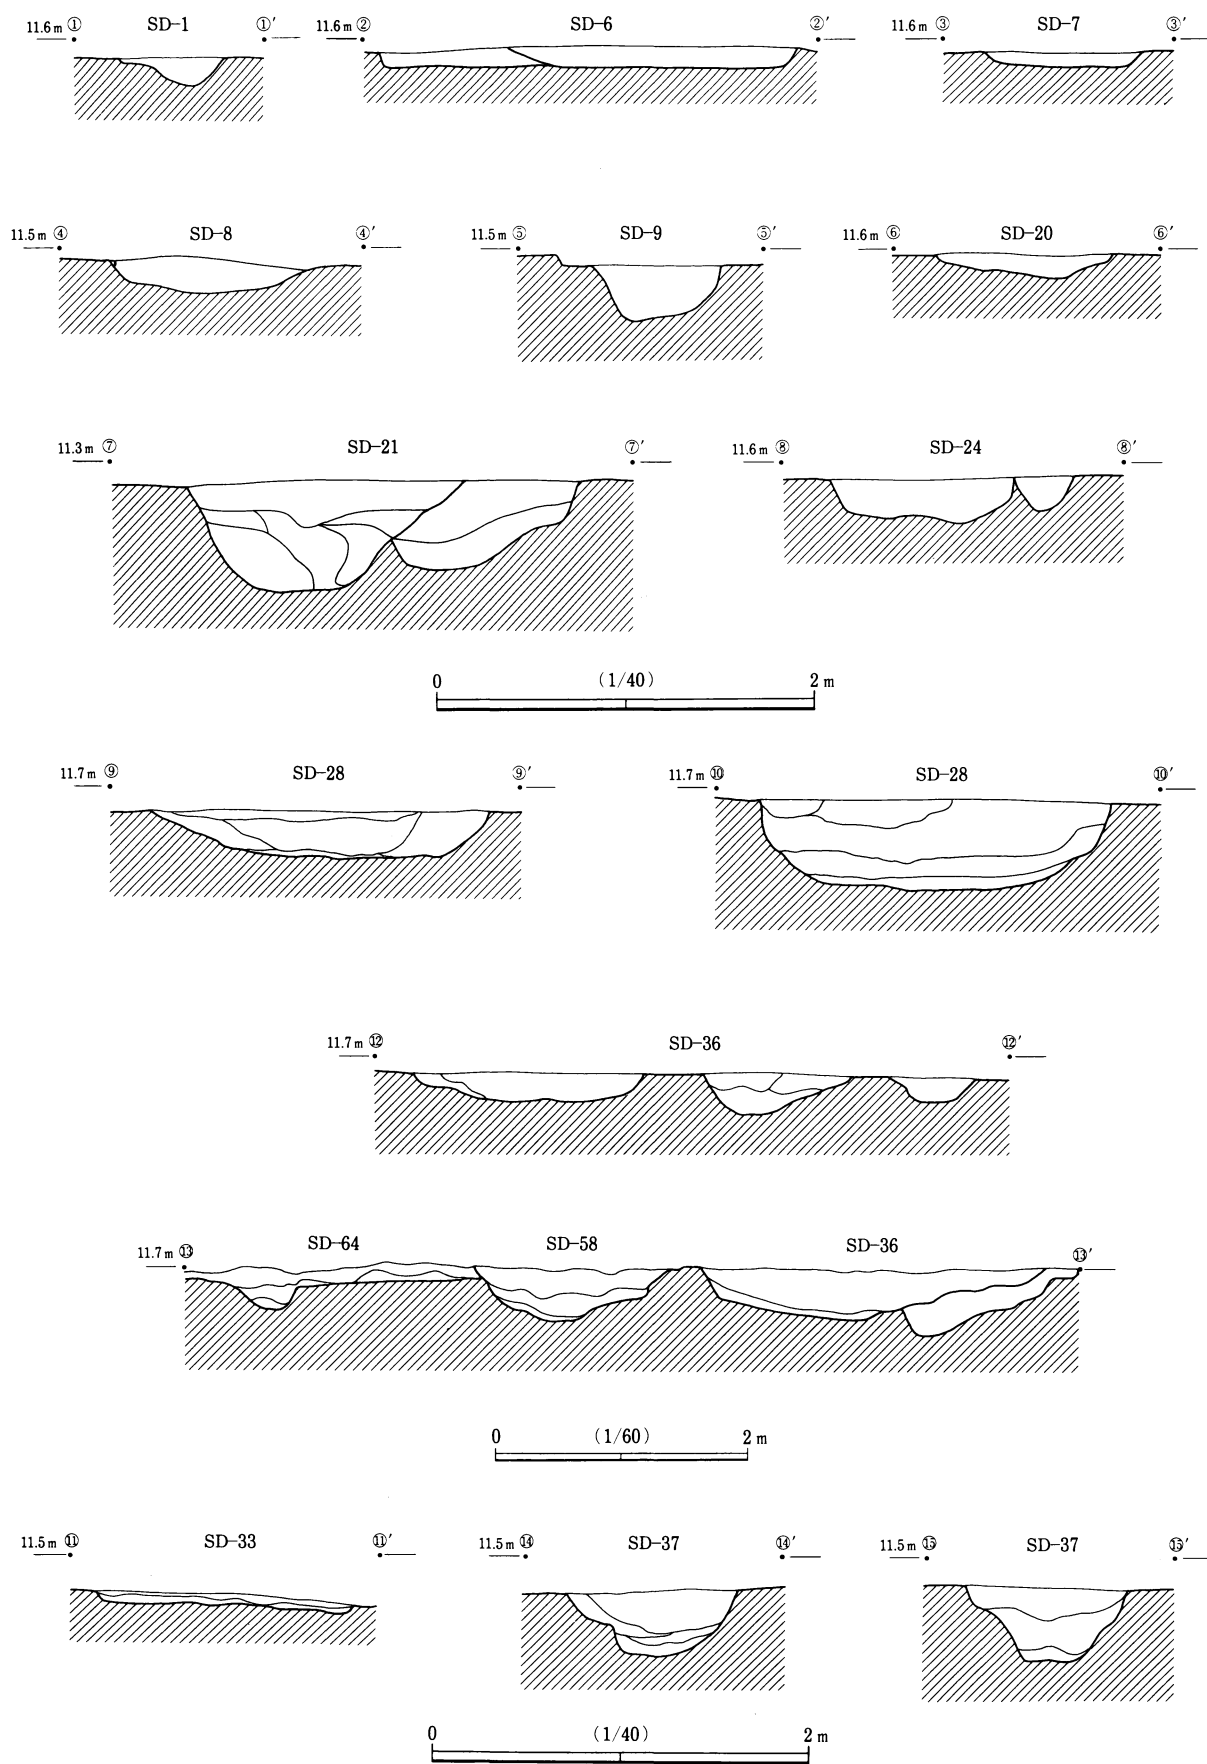 11.6m ① SD-1 ①′
11.6m ② SD-6 ②′
11.6m ③ SD-7 ③′
11.5m ④ SD-8 ④′
11.5m ⑤ SD-9 ⑤′
11.6m ⑥ SD-20 ⑥′
11.3m ⑦ SD-21 ⑦′
11.6m ⑧ SD-24 ⑧′
0 (1/40) 2m
11.7m ⑨ SD-28 ⑨′
11.7m ⑩ SD-28 ⑩′
11.7m ⑫ SD-36 ⑫′
11.7m ⑬ SD-64 SD-58 SD-36 ⑬′
0 (1/60) 2m
11.5m ⑪ SD-33 ⑪′
11.5m ⑭ SD-37 ⑭′
11.5m ⑮ SD-37 ⑮′
0 (1/40) 2m